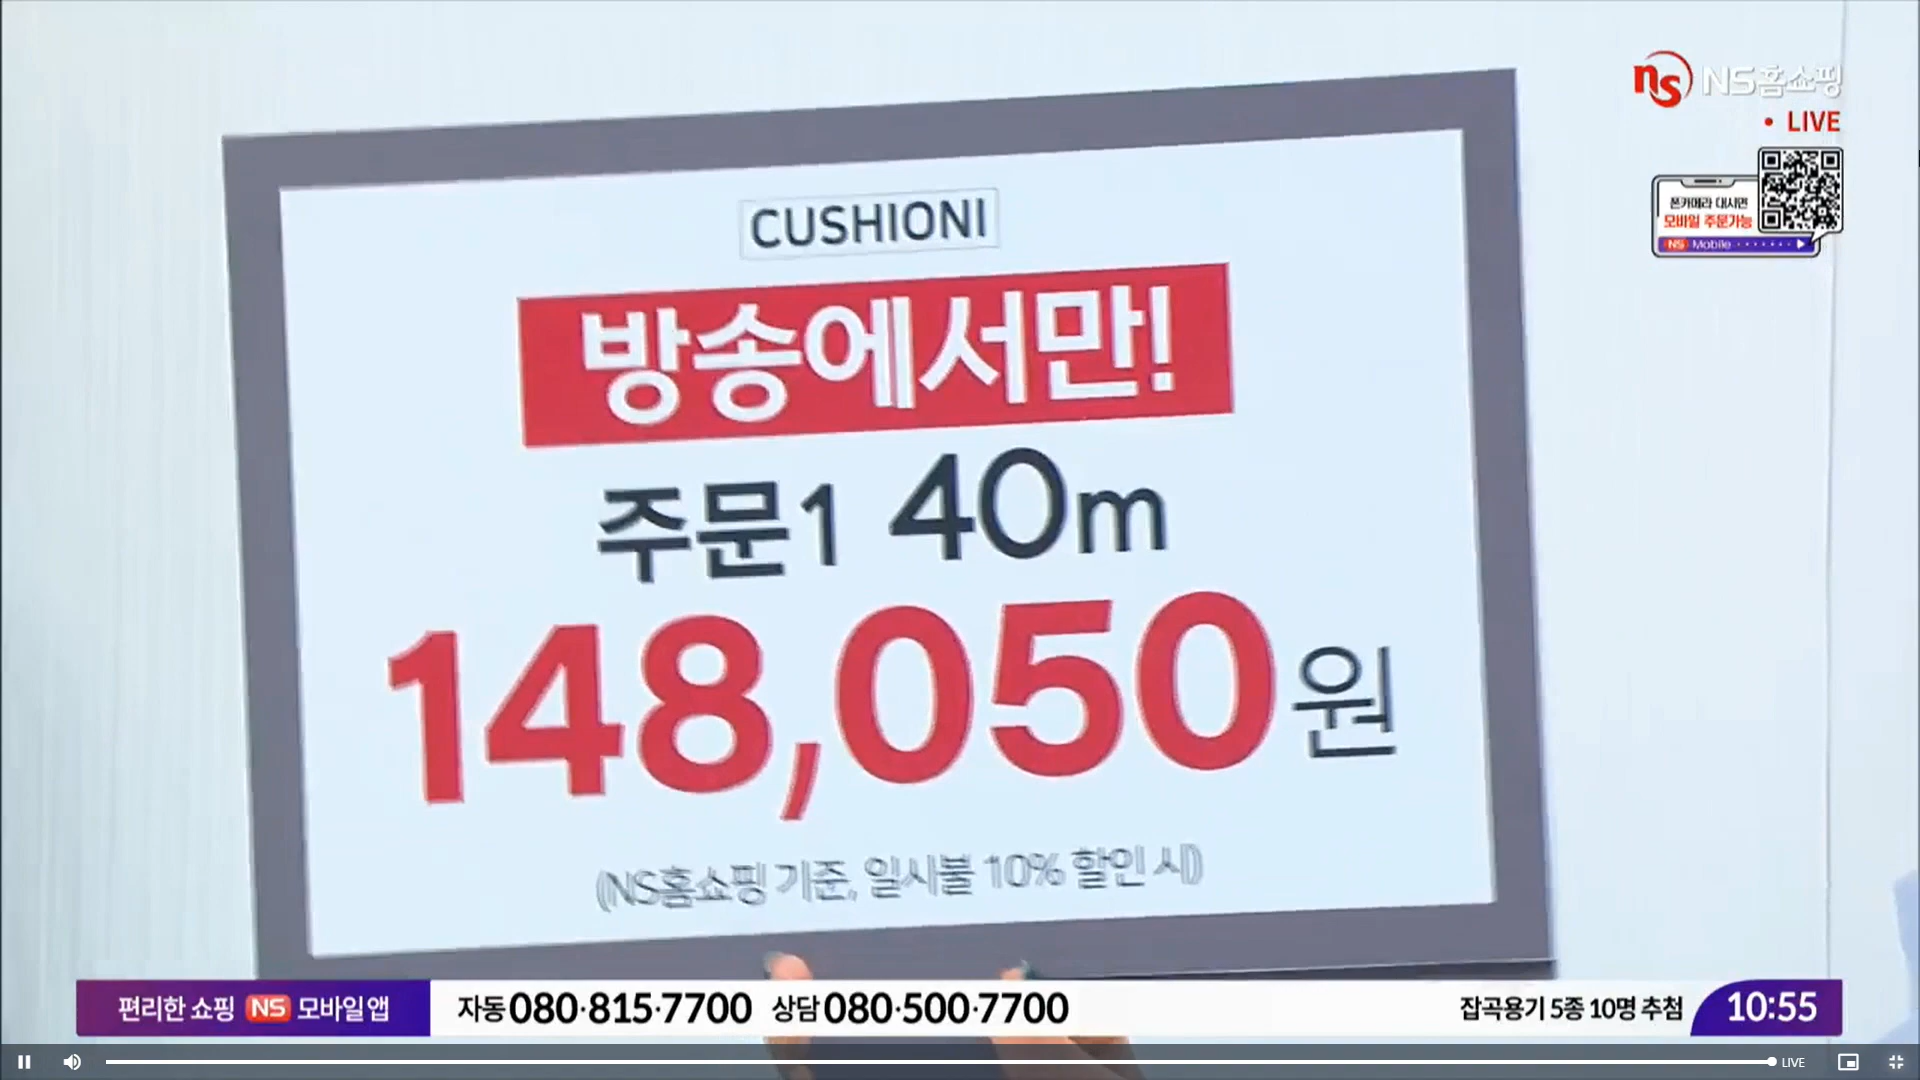 ns NS홈쇼핑
• LIVE
폰카메라 대시면
모바일 주문가능
NS Mobile
CUSHIONI
방송에서만!
주문1 40m
148,050원
(NS홈쇼핑 기준, 일시불 10% 할인 시)
편리한 쇼핑 NS 모바일 앱 자동 080·815·7700 상담 080·500·7700 잡곡용기 5종 10명 추첨 10:55
LIVE